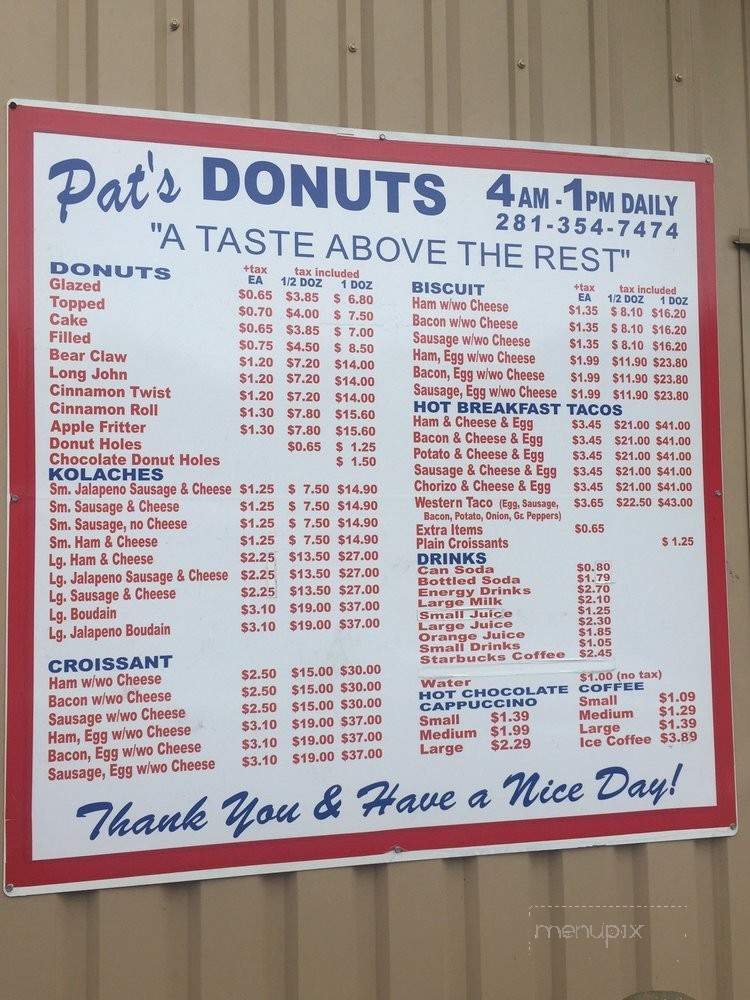 Pat's DONUTS 4 AM - 1 PM DAILY
281-354-7474
"A TASTE ABOVE THE REST"
DONUTS +tax EA tax included 1/2 DOZ 1 DOZ
Glazed $0.65 $3.85 $ 6.80
Topped $0.70 $4.00 $ 7.50
Cake $0.65 $3.85 $ 7.00
Filled $0.75 $4.50 $ 8.50
Bear Claw $1.20 $7.20 $14.00
Long John $1.20 $7.20 $14.00
Cinnamon Twist $1.20 $7.20 $14.00
Cinnamon Roll $1.30 $7.80 $15.60
Apple Fritter $1.30 $7.80 $15.60
Donut Holes $0.65 $ 1.25
Chocolate Donut Holes $ 1.50
KOLACHES
Sm. Jalapeno Sausage & Cheese $1.25 $ 7.50 $14.90
Sm. Sausage & Cheese $1.25 $ 7.50 $14.90
Sm. Sausage, no Cheese $1.25 $ 7.50 $14.90
Sm. Ham & Cheese $1.25 $ 7.50 $14.90
Lg. Ham & Cheese $2.25 $13.50 $27.00
Lg. Jalapeno Sausage & Cheese $2.25 $13.50 $27.00
Lg. Sausage & Cheese $2.25 $13.50 $27.00
Lg. Boudain $3.10 $19.00 $37.00
Lg. Jalapeno Boudain $3.10 $19.00 $37.00
CROISSANT
Ham w/wo Cheese $2.50 $15.00 $30.00
Bacon w/wo Cheese $2.50 $15.00 $30.00
Sausage w/wo Cheese $2.50 $15.00 $30.00
Ham, Egg w/wo Cheese $3.10 $19.00 $37.00
Bacon, Egg w/wo Cheese $3.10 $19.00 $37.00
Sausage, Egg w/wo Cheese $3.10 $19.00 $37.00
BISCUIT +tax EA tax included 1/2 DOZ 1 DOZ
Ham w/wo Cheese $1.35 $ 8.10 $16.20
Bacon w/wo Cheese $1.35 $ 8.10 $16.20
Sausage w/wo Cheese $1.35 $ 8.10 $16.20
Ham, Egg w/wo Cheese $1.99 $11.90 $23.80
Bacon, Egg w/wo Cheese $1.99 $11.90 $23.80
Sausage, Egg w/wo Cheese $1.99 $11.90 $23.80
HOT BREAKFAST TACOS
Ham & Cheese & Egg $3.45 $21.00 $41.00
Bacon & Cheese & Egg $3.45 $21.00 $41.00
Potato & Cheese & Egg $3.45 $21.00 $41.00
Sausage & Cheese & Egg $3.45 $21.00 $41.00
Chorizo & Cheese & Egg $3.45 $21.00 $41.00
Western Taco (Egg, Sausage, $3.65 $22.50 $43.00
Bacon, Potato, Onion, Gr. Peppers)
Extra Items $0.65
Plain Croissants $ 1.25
DRINKS
Can Soda $0.80
Bottled Soda $1.79
Energy Drinks $2.70
Large Milk $2.10
Small Juice $1.25
Large Juice $2.30
Orange Juice $1.85
Small Drinks $1.05
Starbucks Coffee $2.45
Water $1.00 (no tax)
HOT CHOCOLATE
CAPPUCCINO
Small $1.39
Medium $1.99
Large $2.29
COFFEE
Small $1.09
Medium $1.29
Large $1.39
Ice Coffee $3.89
Thank You & Have a Nice Day!
menupix